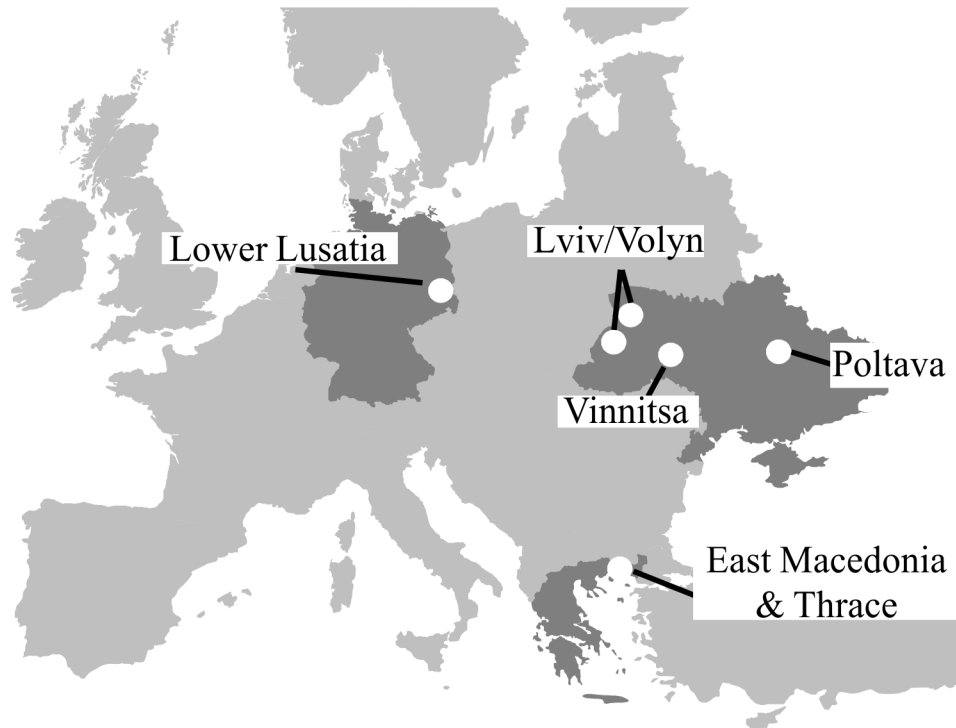 Lower Lusatia
Lviv/Volyn
Poltava
Vinnitsa
East Macedonia
& Thrace